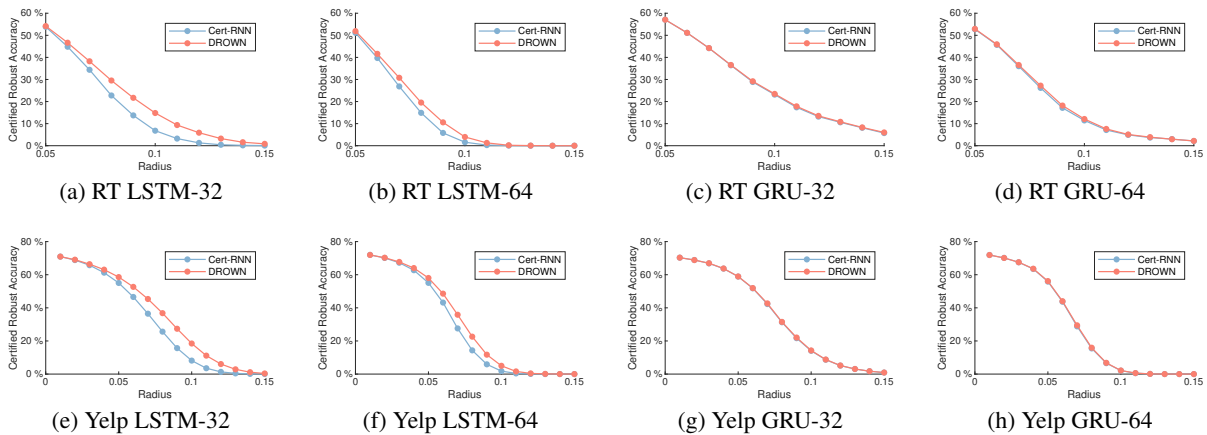 60 %
50 %
40 %
30 %
20 %
10 %
0 %
0.05
0.1
0.15
Certified Robust Accuracy
Radius
Cert-RNN
DROWN
(a) RT LSTM-32
60 %
50 %
40 %
30 %
20 %
10 %
0 %
0.05
0.1
0.15
Certified Robust Accuracy
Radius
Cert-RNN
DROWN
(b) RT LSTM-64
60 %
50 %
40 %
30 %
20 %
10 %
0 %
0.05
0.1
0.15
Certified Robust Accuracy
Radius
Cert-RNN
DROWN
(c) RT GRU-32
60 %
50 %
40 %
30 %
20 %
10 %
0 %
0.05
0.1
0.15
Certified Robust Accuracy
Radius
Cert-RNN
DROWN
(d) RT GRU-64
80 %
60 %
40 %
20 %
0 %
0
0.05
0.1
0.15
Certified Robust Accuracy
Radius
Cert-RNN
DROWN
(e) Yelp LSTM-32
80 %
60 %
40 %
20 %
0 %
0
0.05
0.1
0.15
Certified Robust Accuracy
Radius
Cert-RNN
DROWN
(f) Yelp LSTM-64
80 %
60 %
40 %
20 %
0 %
0
0.05
0.1
0.15
Certified Robust Accuracy
Radius
Cert-RNN
DROWN
(g) Yelp GRU-32
80 %
60 %
40 %
20 %
0 %
0
0.05
0.1
0.15
Certified Robust Accuracy
Radius
Cert-RNN
DROWN
(h) Yelp GRU-64